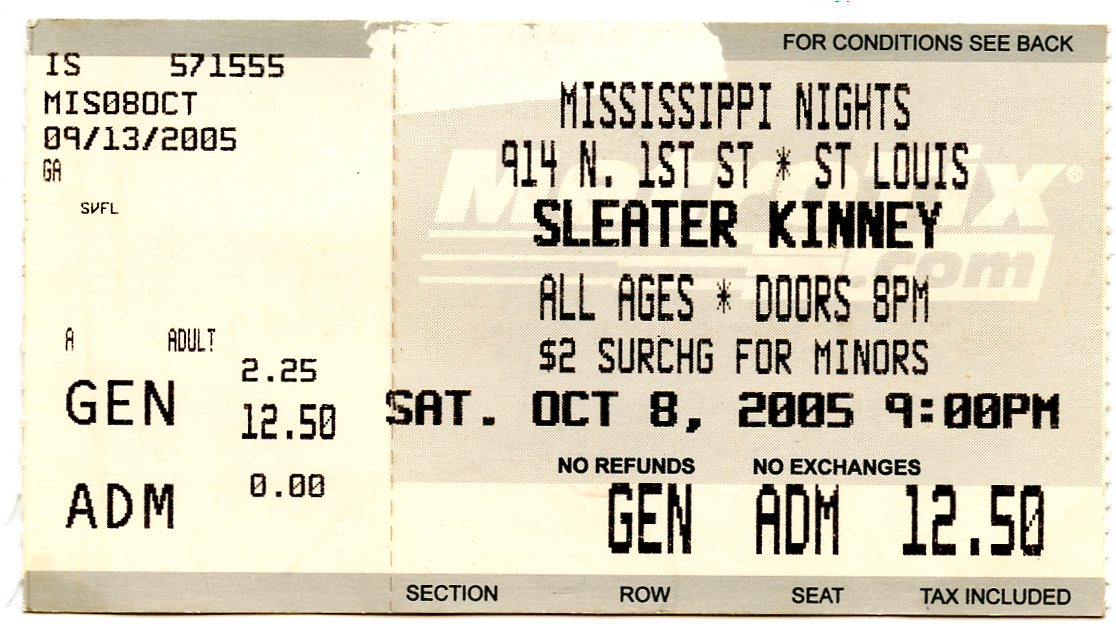 IS 571555
MIS08OCT
09/13/2005
GA
SVFL
A ADULT
2.25
GEN 12.50
ADM 0.00
FOR CONDITIONS SEE BACK
MISSISSIPPI NIGHTS
914 N. 1ST ST * ST LOUIS
SLEATER KINNEY
ALL AGES * DOORS 8PM
$2 SURCHG FOR MINORS
SAT. OCT 8, 2005 9:00PM
NO REFUNDS NO EXCHANGES
GEN ADM 12.50
SECTION ROW SEAT TAX INCLUDED
MetroTix®
.com